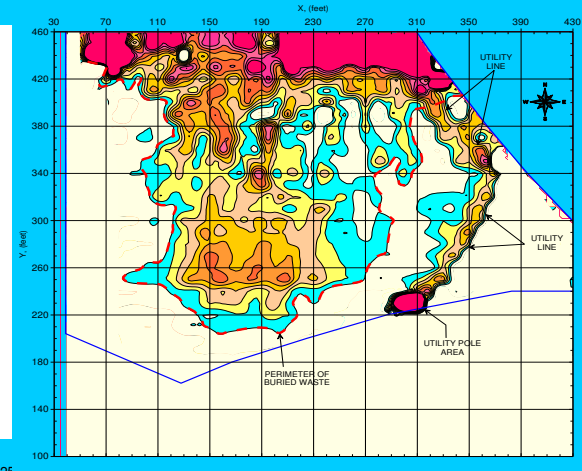 X, (feet)
30 70 110 150 190 230 270 310 350 390 430
460
420
380
340
300
260
220
180
140
100
Y, (feet)
UTILITY
LINE
N
W E
S
UTILITY
LINE
UTILITY POLE
AREA
PERIMETER OF
BURIED WASTE